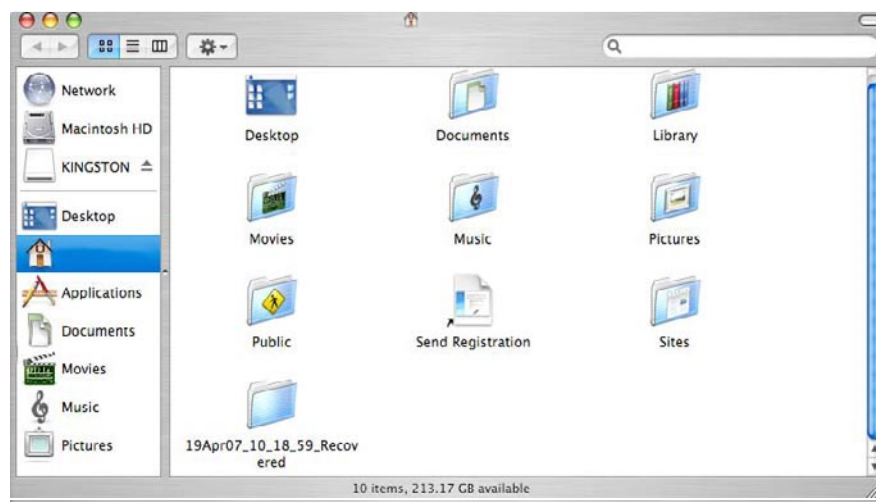 Network
Macintosh HD
KINGSTON
Desktop
Applications
Documents
Movies
Music
Pictures
Desktop
Documents
Library
Movies
Music
Pictures
Public
Send Registration
Sites
19Apr07_10_18_59_Recov
ered
10 items, 213.17 GB available